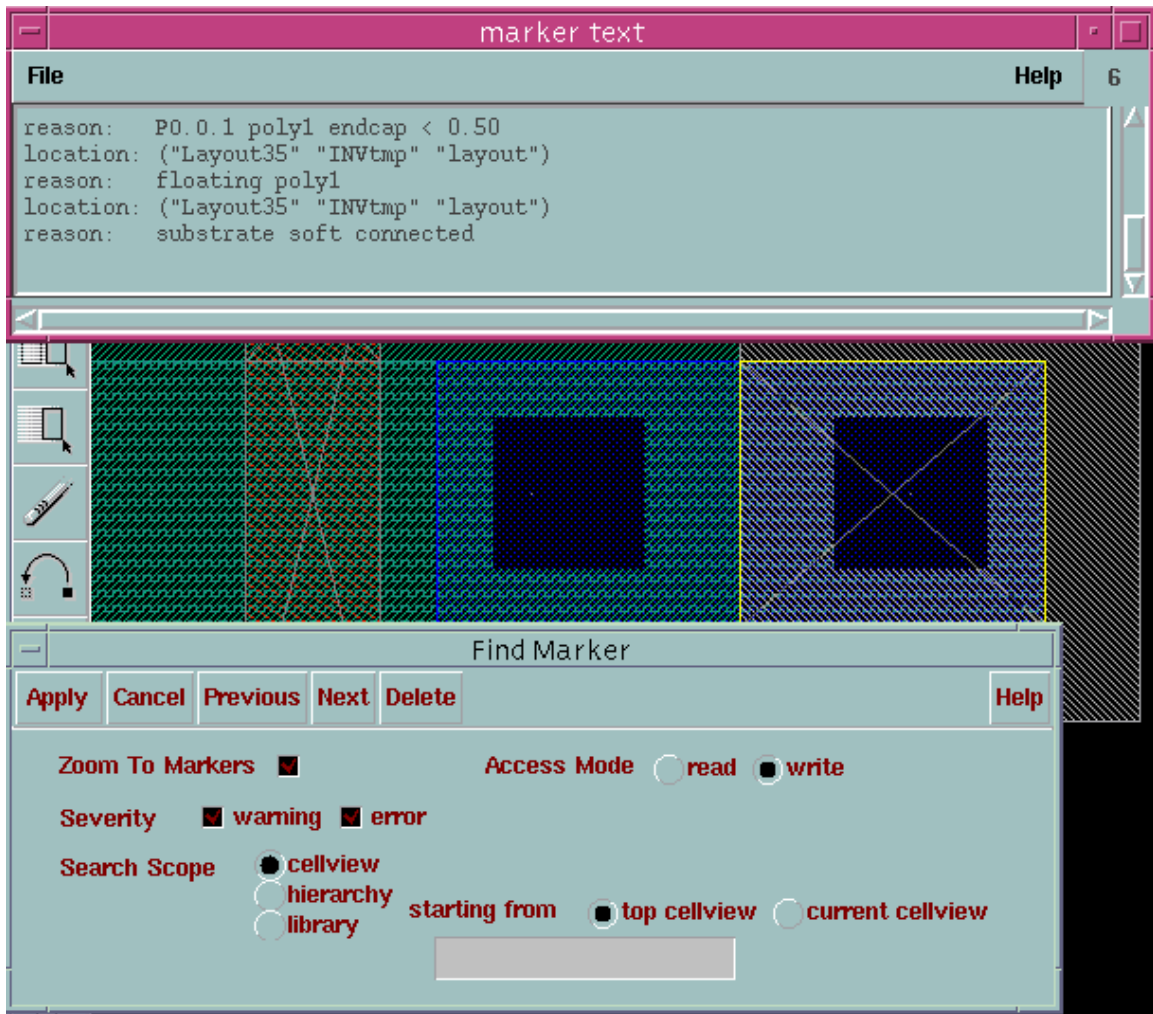 marker text
File Help 6
reason: P0.0.1 poly1 endcap < 0.50
location: ("Layout35" "INVtmp" "layout")
reason: floating poly1
location: ("Layout35" "INVtmp" "layout")
reason: substrate soft connected
Find Marker
Apply Cancel Previous Next Delete Help
Zoom To Markers Access Mode read write
Severity warning error
Search Scope cellview
hierarchy
library
starting from top cellview current cellview